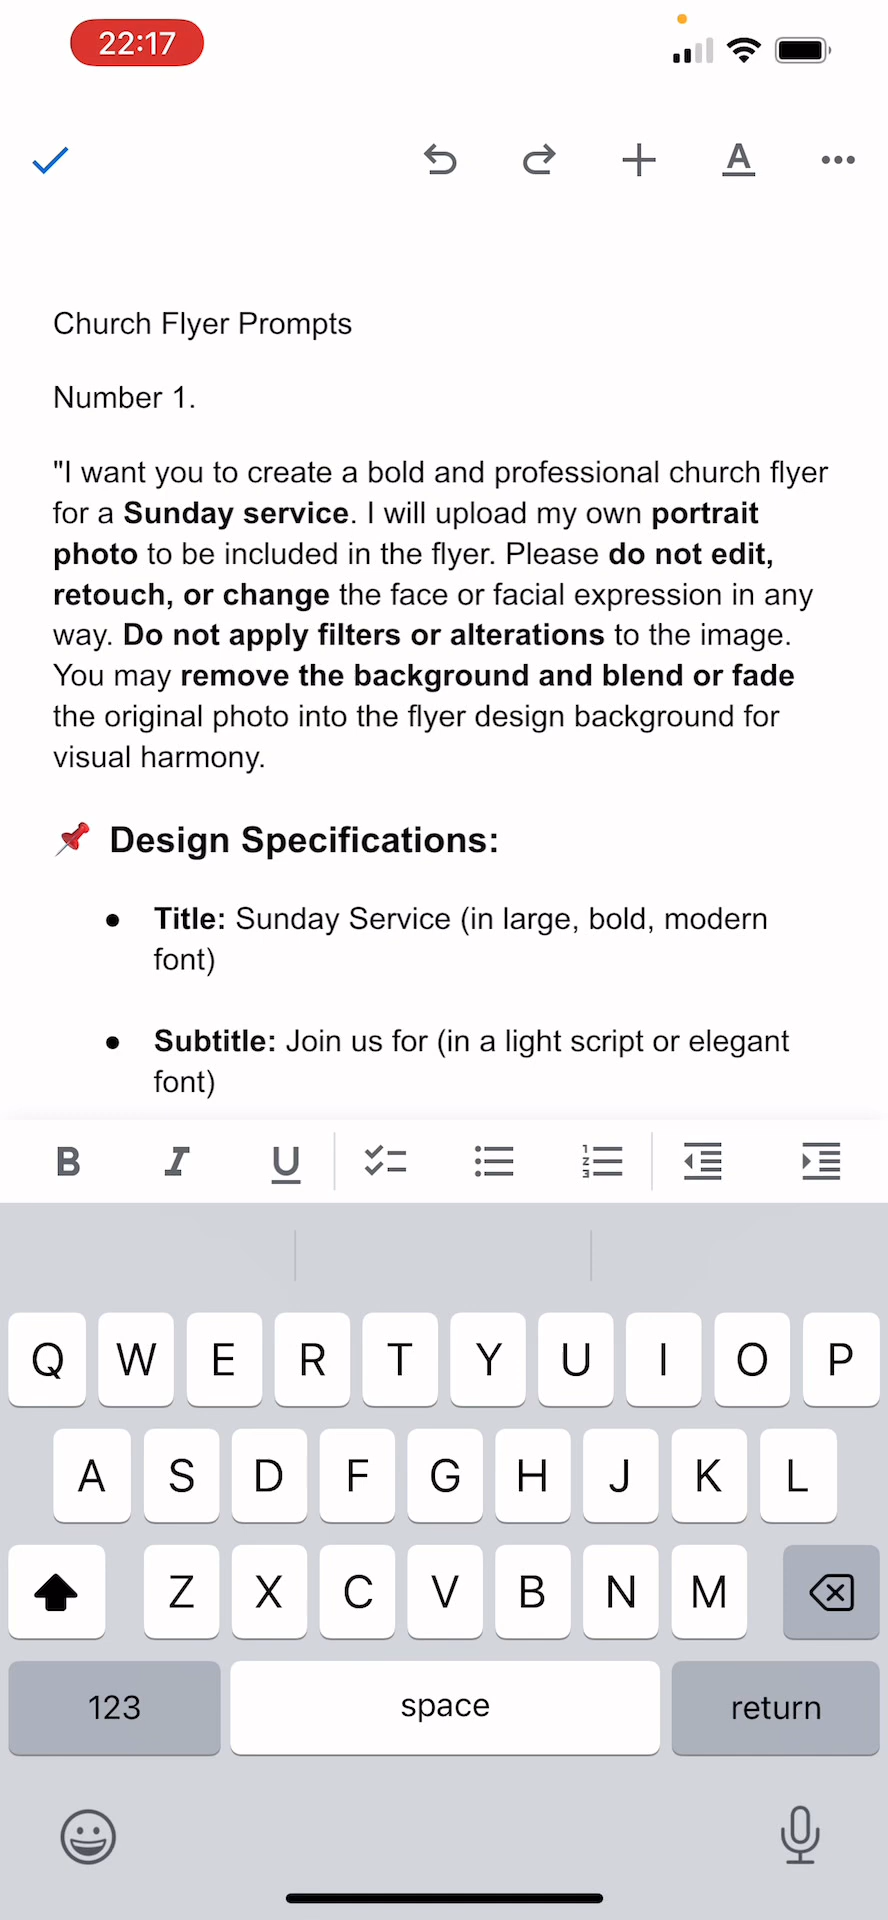 22:17
A
Church Flyer Prompts
Number 1.
"I want you to create a bold and professional church flyer
for a Sunday service. I will upload my own portrait
photo to be included in the flyer. Please do not edit,
retouch, or change the face or facial expression in any
way. Do not apply filters or alterations to the image.
You may remove the background and blend or fade
the original photo into the flyer design background for
visual harmony.
📌 Design Specifications:
● Title: Sunday Service (in large, bold, modern
font)
● Subtitle: Join us for (in a light script or elegant
font)
B I U
Q W E R T Y U I O P
A S D F G H J K L
Z X C V B N M
123 space return